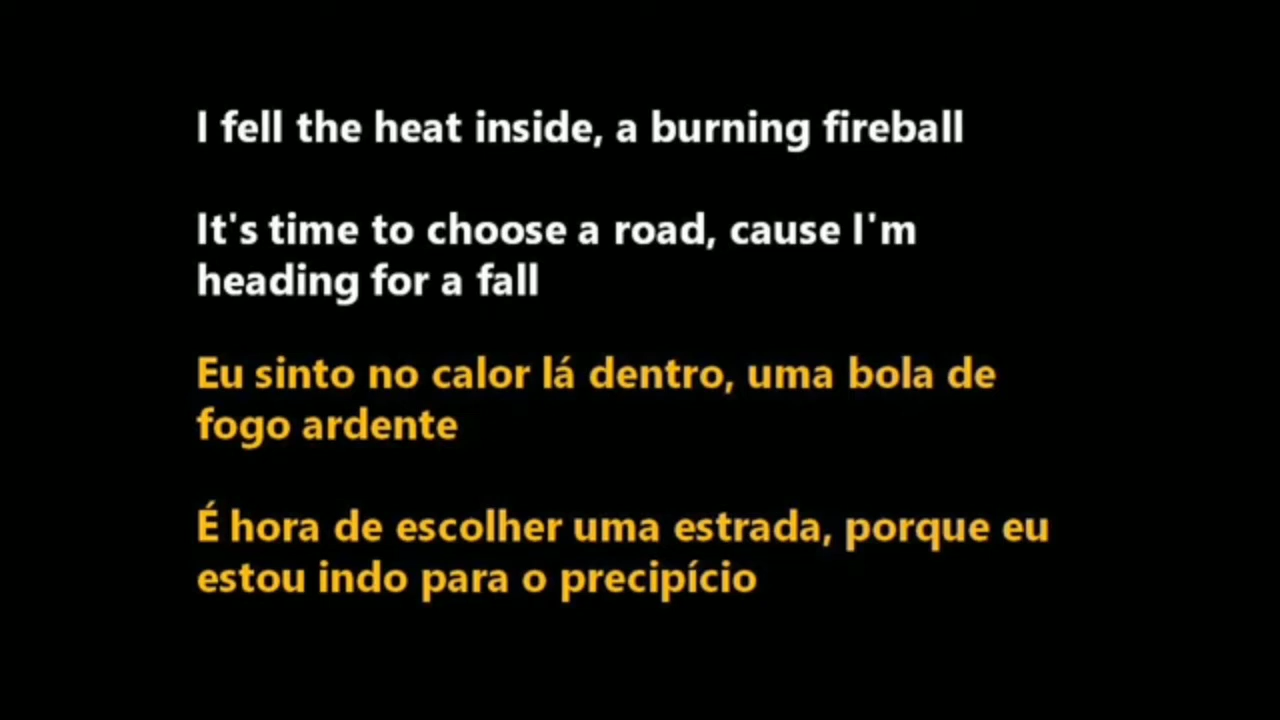 I fell the heat inside, a burning fireball
It's time to choose a road, cause I'm
heading for a fall
Eu sinto no calor lá dentro, uma bola de
fogo ardente
É hora de escolher uma estrada, porque eu
estou indo para o precipício